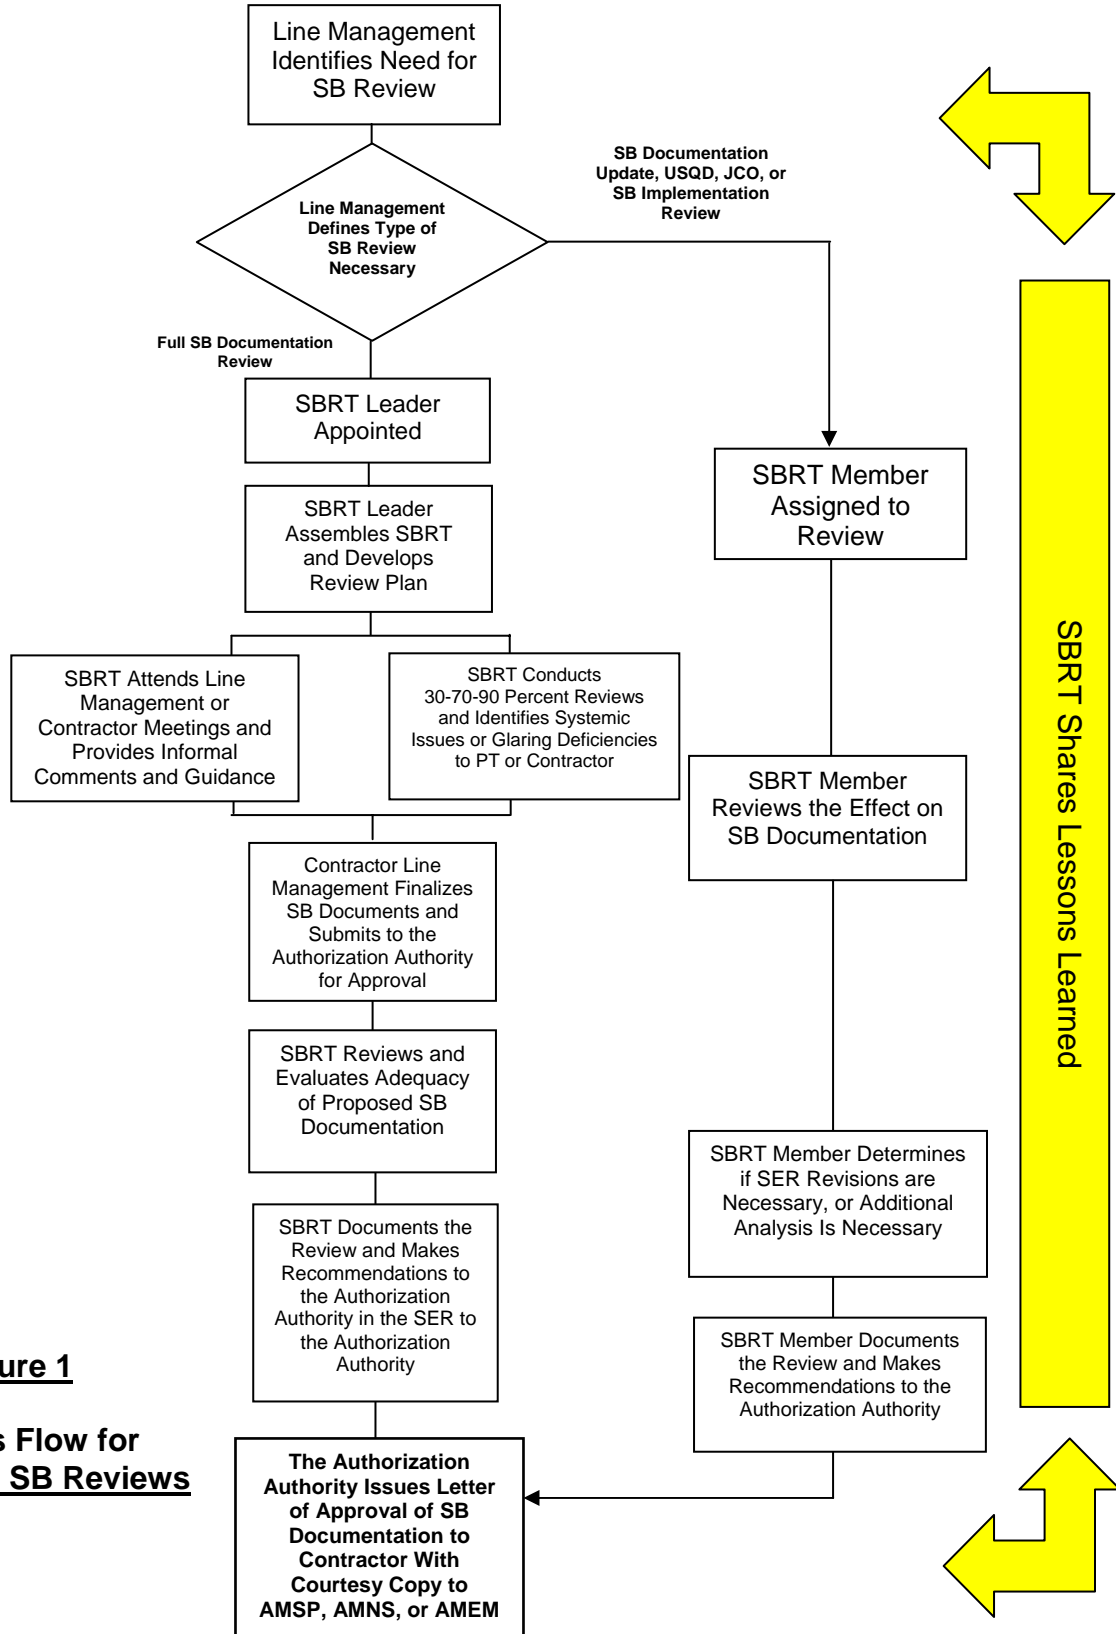 Line Management
Identifies Need for
SB Review
SB Documentation
Update, USQD, JCO, or
SB Implementation
Review
Line Management
Defines Type of
SB Review
Necessary
Full SB Documentation
Review
SBRT Leader
Appointed
SBRT Member
Assigned to
Review
SBRT Leader
Assembles SBRT
and Develops
Review Plan
SBRT Attends Line
Management or
Contractor Meetings and
Provides Informal
Comments and Guidance
SBRT Conducts
30-70-90 Percent Reviews
and Identifies Systemic
Issues or Glaring Deficiencies
to PT or Contractor
SBRT Member
Reviews the Effect on
SB Documentation
SBRT Shares Lessons Learned
Contractor Line
Management Finalizes
SB Documents and
Submits to the
Authorization Authority
for Approval
SBRT Reviews and
Evaluates Adequacy
of Proposed SB
Documentation
SBRT Member Determines
if SER Revisions are
Necessary, or Additional
Analysis Is Necessary
SBRT Documents the
Review and Makes
Recommendations to
the Authorization
Authority in the SER to
the Authorization
Authority
SBRT Member Documents
the Review and Makes
Recommendations to the
Authorization Authority
ure 1
s Flow for
SB Reviews
The Authorization
Authority Issues Letter
of Approval of SB
Documentation to
Contractor With
Courtesy Copy to
AMSP, AMNS, or AMEM